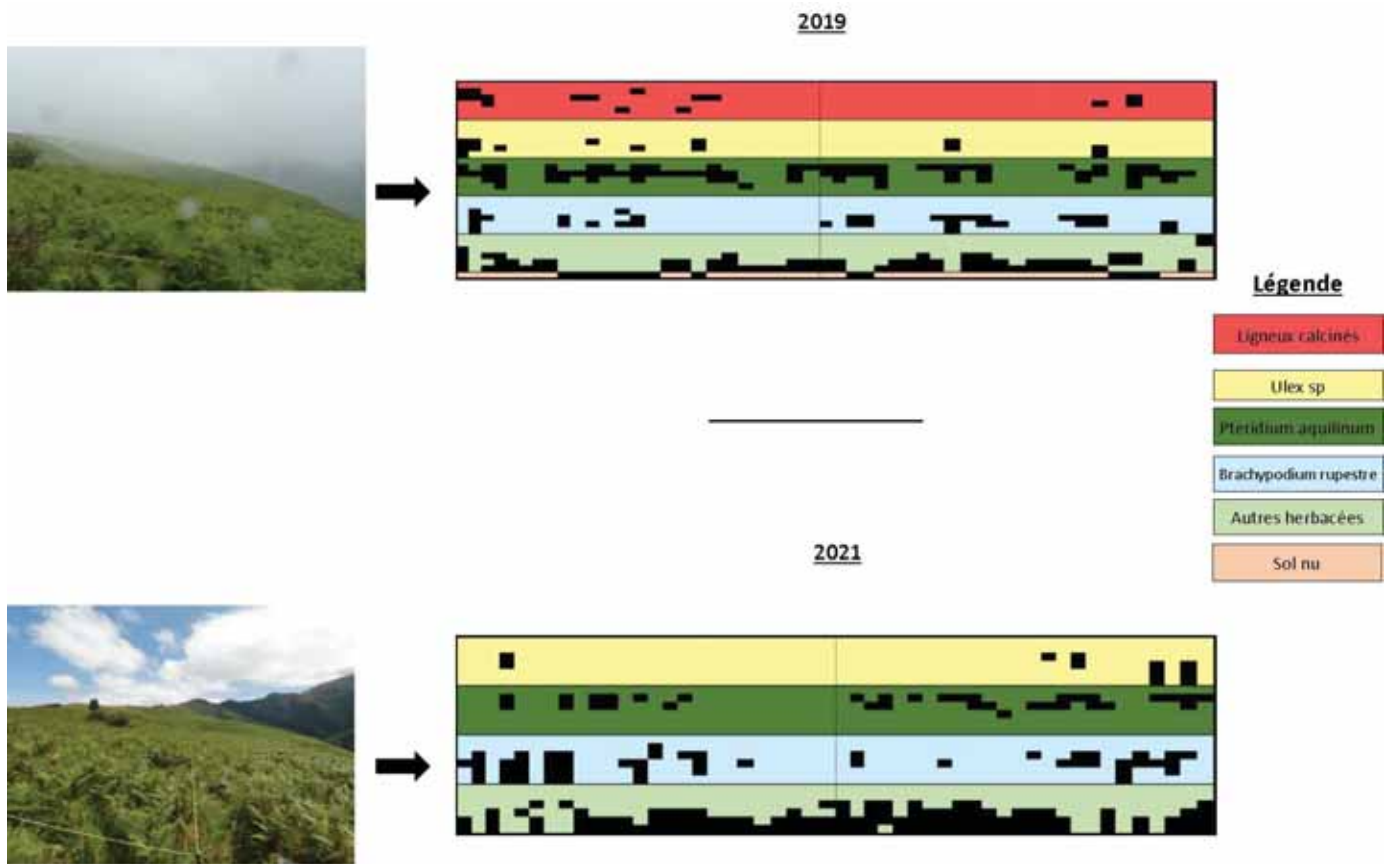 2019
Légende
Ligneux calcinés
Ulex sp
Pteridium aquilinum
Brachypodium rupestre
Autres herbacées
Sol nu
2021